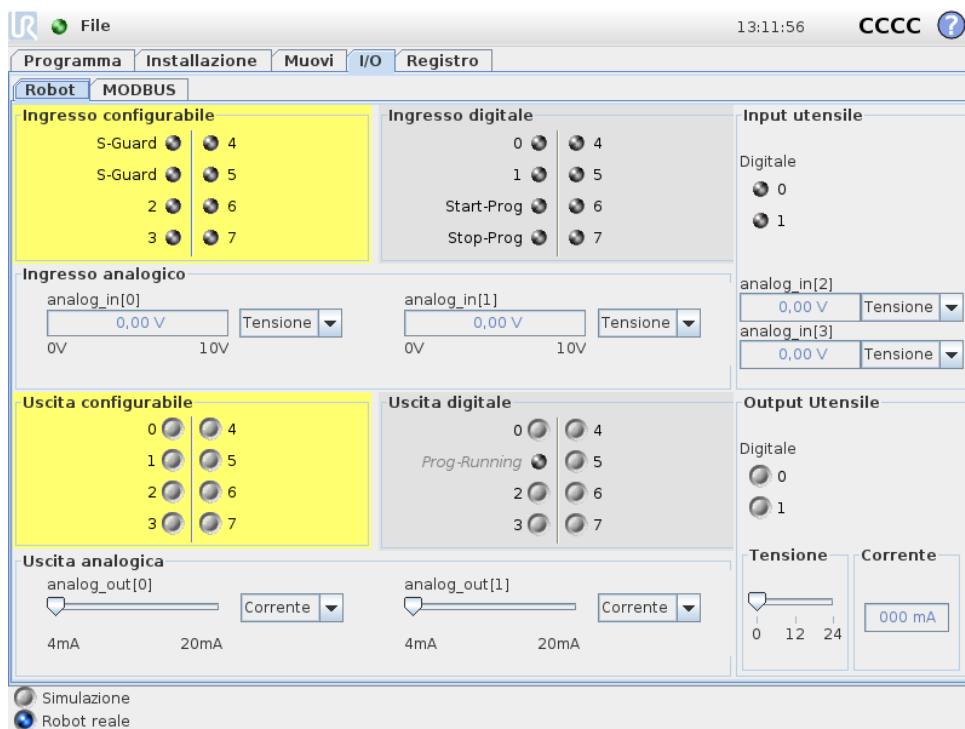 UR File 13:11:56 CCCC ?
Programma Installazione Muovi I/O Registro
Robot MODBUS
Ingresso configurabile
S-Guard 4
S-Guard 5
2 6
3 7
Ingresso digitale
0 4
1 5
Start-Prog 6
Stop-Prog 7
Input utensile
Digitale
0
1
Ingresso analogico
analog_in[0]
0,00 V Tensione
0V 10V
analog_in[1]
0,00 V Tensione
0V 10V
analog_in[2]
0,00 V Tensione
analog_in[3]
0,00 V Tensione
Uscita configurabile
0 4
1 5
2 6
3 7
Uscita digitale
0 4
Prog-Running 5
2 6
3 7
Output Utensile
Digitale
0
1
Uscita analogica
analog_out[0]
Corrente
4mA 20mA
analog_out[1]
Corrente
4mA 20mA
Tensione
0 12 24
Corrente
000 mA
Simulazione
Robot reale